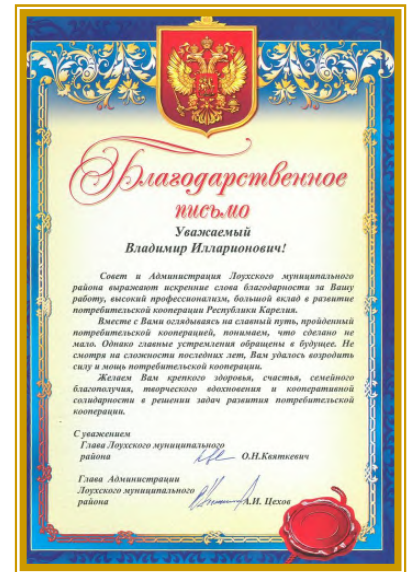 Благодарственное
письмо
Уважаемый
Владимир Илларионович!
Совет и Администрация Лоухского муниципального
района выражают искренние слова благодарности за Вашу
работу, высокий профессионализм, большой вклад в развитие
потребительской кооперации Республики Карелия.
Вместе с Вами оглядываясь на славный путь, пройденный
потребительской кооперацией, понимаем, что сделано не
мало. Однако главные устремления обращены в будущее. Не
смотря на сложности последних лет, Вам удалось возродить
силу и мощь потребительской кооперации.
Желаем Вам крепкого здоровья, счастья, семейного
благополучия, творческого вдохновения и кооперативной
солидарности в решении задач развития потребительской
кооперации.
С уважением
Глава Лоухского муниципального
района О.Н.Квяткевич
Глава Администрации
Лоухского муниципального
района А.И. Цехов